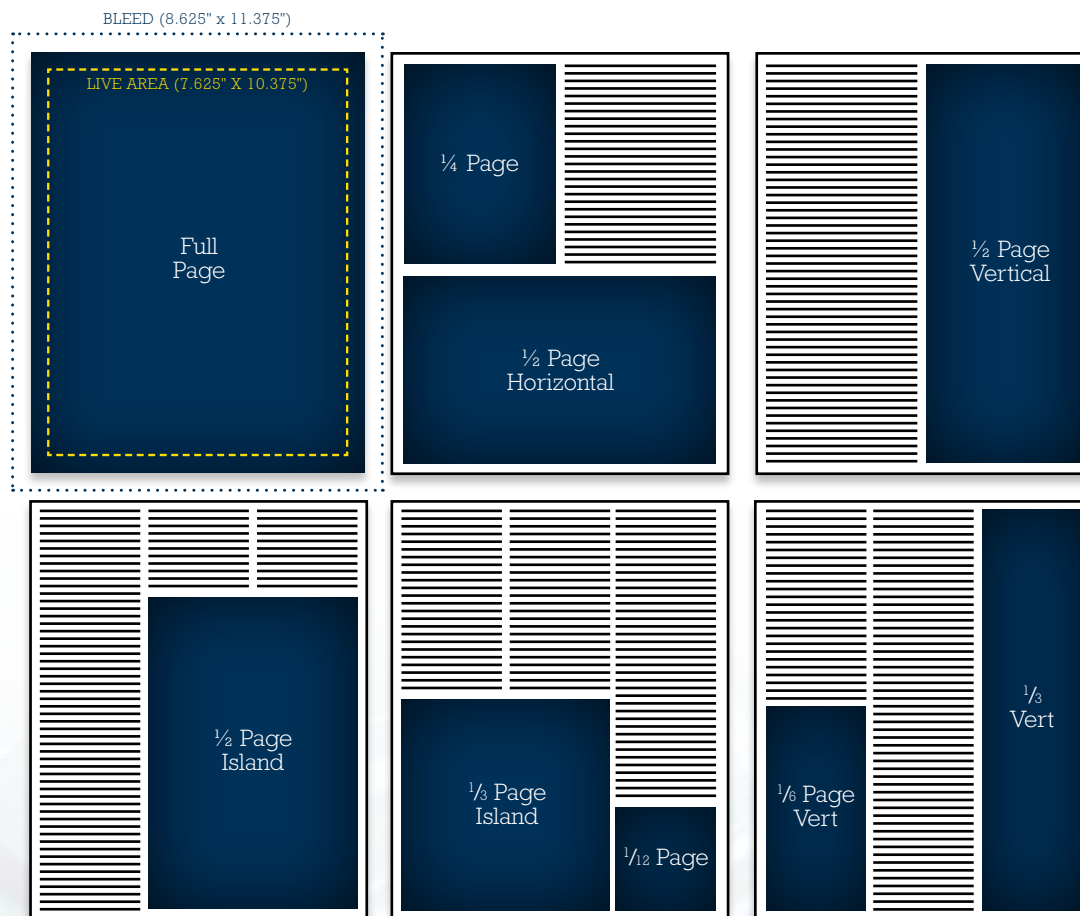 BLEED (8.625" x 11.375")
LIVE AREA (7.625" X 10.375")
Full
Page
¼ Page
½ Page
Horizontal
½ Page
Vertical
½ Page
Island
1/3 Page
Island
1/12 Page
1/6 Page
Vert
1/3
Vert